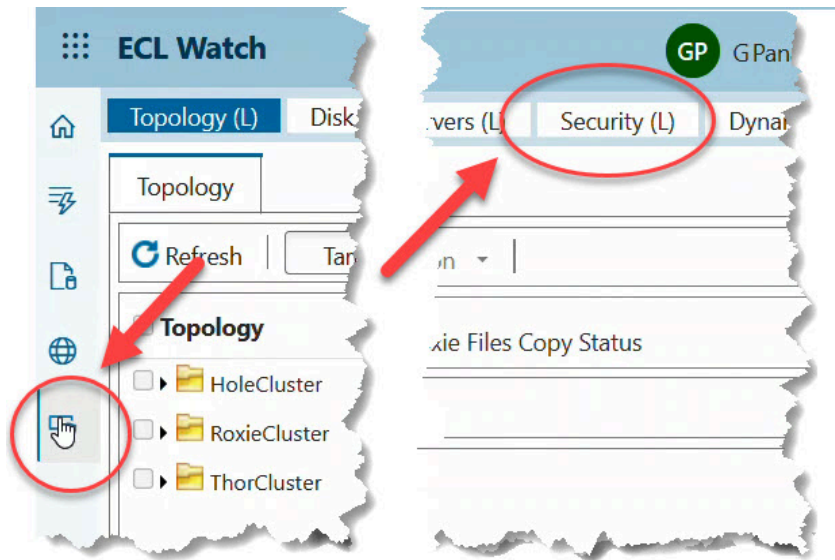 ECL Watch
GP G Pan
Topology (L) Disk
vers (L) Security (L) Dynar
Topology
Refresh Tar
on
Topology
xie Files Copy Status
HoleCluster
RoxieCluster
ThorCluster